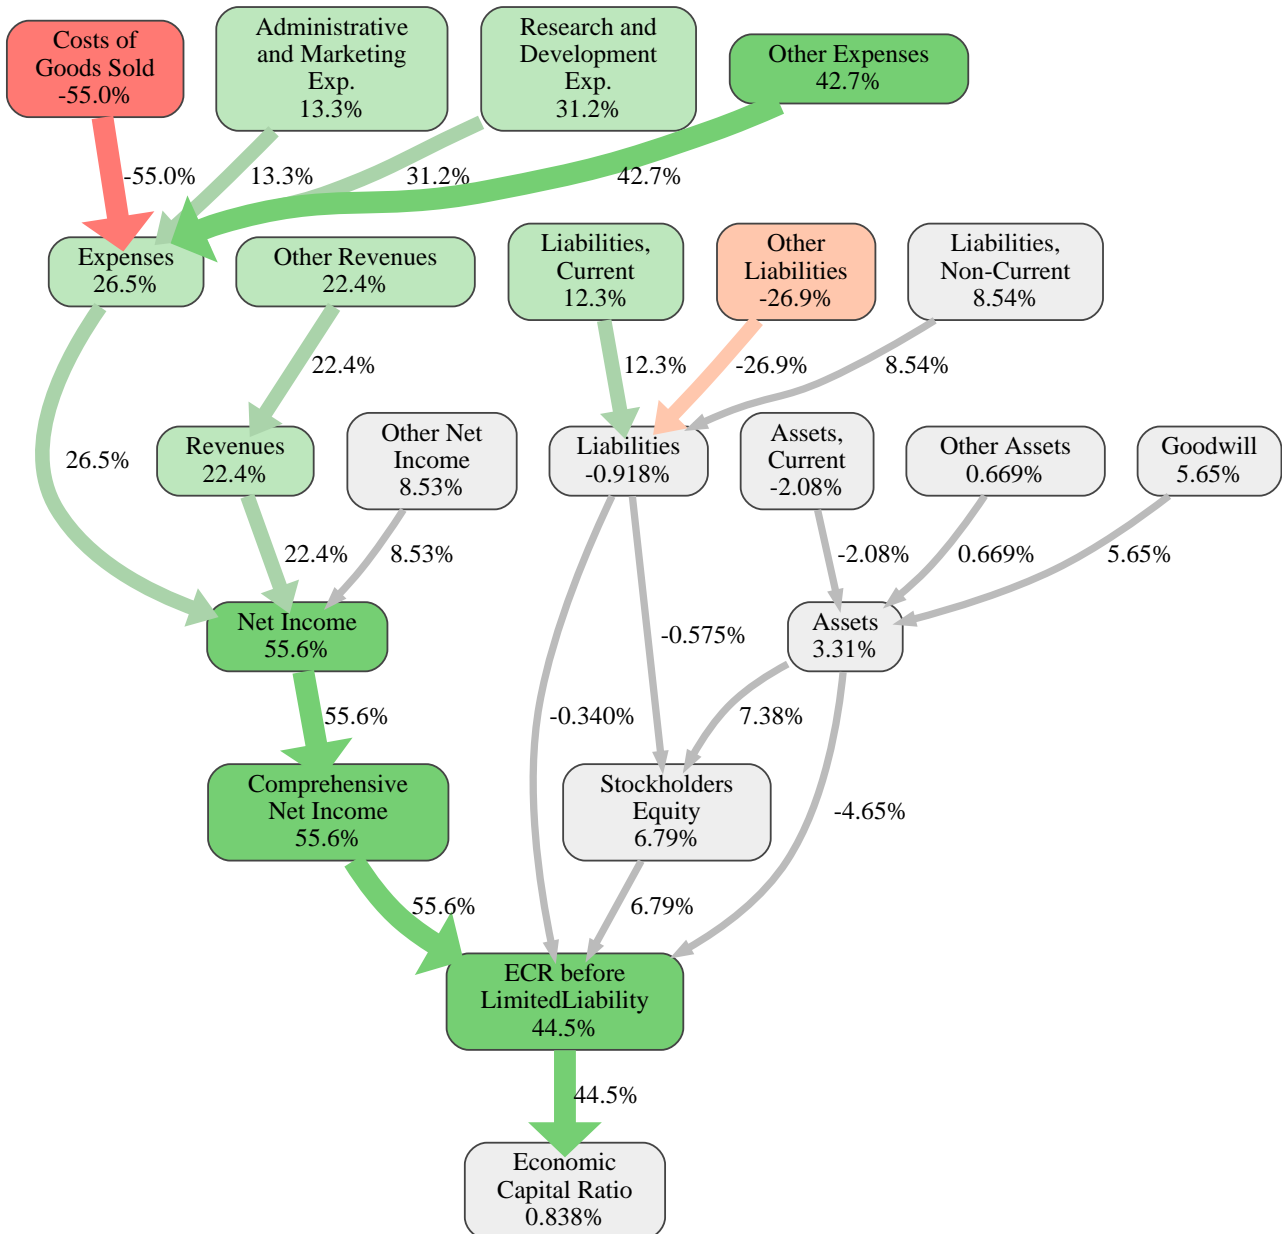 Costs of
Goods Sold
-55.0%
Administrative
and Marketing
Exp.
13.3%
Research and
Development
Exp.
31.2%
Other Expenses
42.7%
-55.0%
13.3%
31.2%
42.7%
Expenses
26.5%
Other Revenues
22.4%
Liabilities,
Current
12.3%
Other
Liabilities
-26.9%
Liabilities,
Non-Current
8.54%
22.4%
12.3%
-26.9%
8.54%
26.5%
Revenues
22.4%
Other Net
Income
8.53%
Liabilities
-0.918%
Assets,
Current
-2.08%
Other Assets
0.669%
Goodwill
5.65%
22.4%
8.53%
-2.08%
0.669%
5.65%
Net Income
55.6%
-0.575%
Assets
3.31%
55.6%
-0.340%
7.38%
Comprehensive
Net Income
55.6%
Stockholders
Equity
6.79%
-4.65%
55.6%
6.79%
ECR before
LimitedLiability
44.5%
44.5%
Economic
Capital Ratio
0.838%